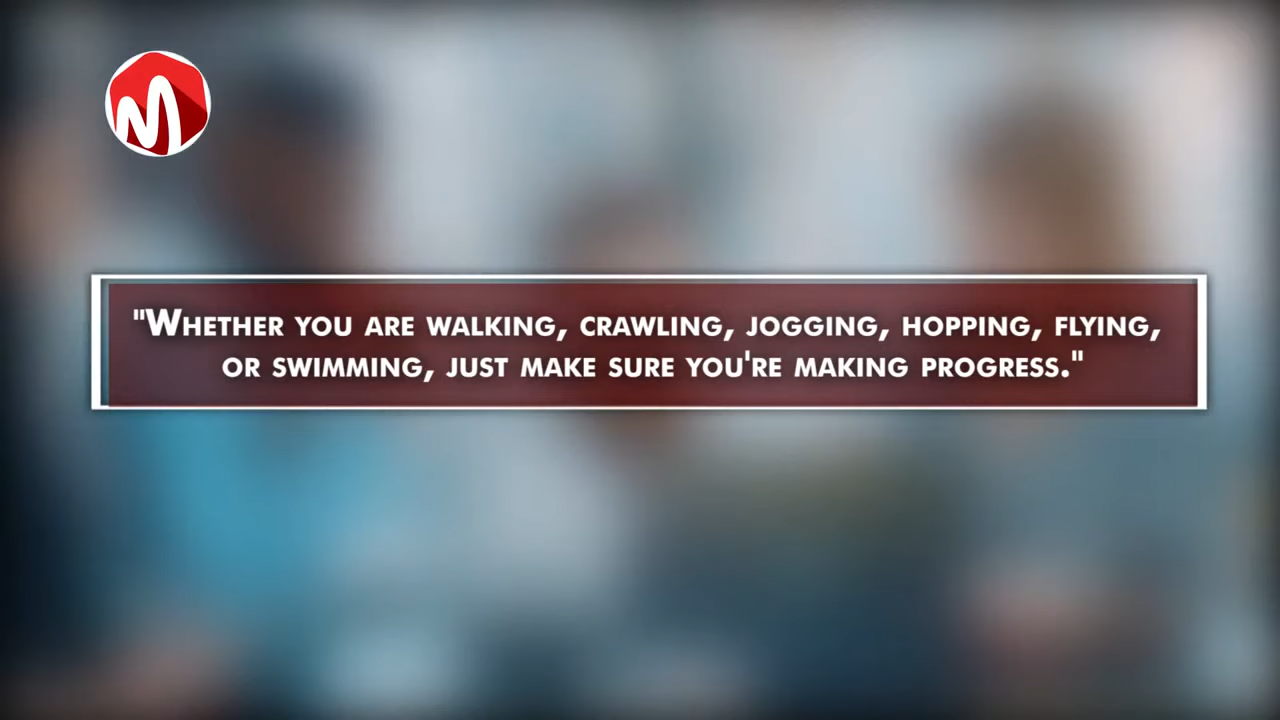 "Whether you are walking, crawling, jogging, hopping, flying,
or swimming, just make sure you're making progress."